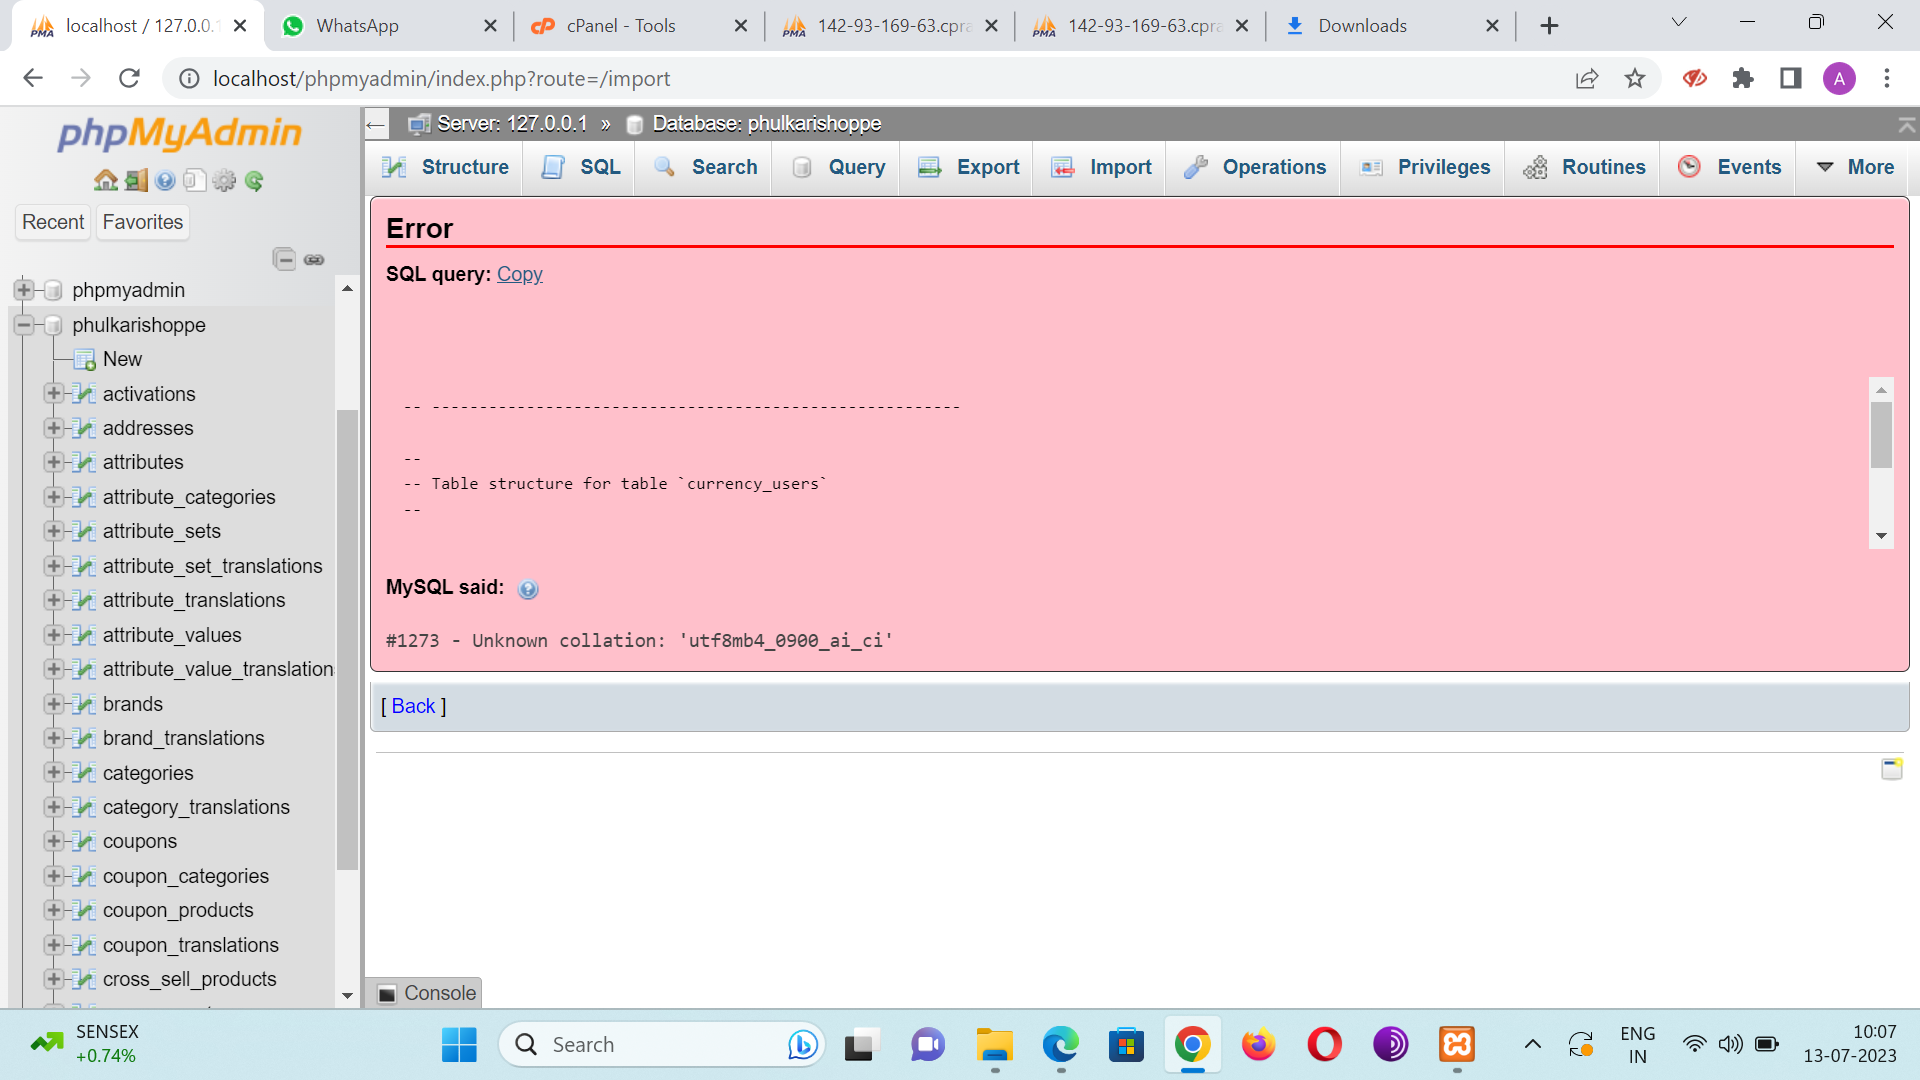 localhost / 127.0.0.1
WhatsApp
cPanel - Tools
142-93-169-63.cpra
142-93-169-63.cpra
Downloads
localhost/phpmyadmin/index.php?route=/import
A
phpMyAdmin
Recent
Favorites
phpmyadmin
phulkarishoppe
New
activations
addresses
attributes
attribute_categories
attribute_sets
attribute_set_translations
attribute_translations
attribute_values
attribute_value_translation
brands
brand_translations
categories
category_translations
coupons
coupon_categories
coupon_products
coupon_translations
cross_sell_products
Server: 127.0.0.1 » Database: phulkarishoppe
Structure
SQL
Search
Query
Export
Import
Operations
Privileges
Routines
Events
More
Error
SQL query: Copy
-- --------------------------------------------------------
--
-- Table structure for table `currency_users`
--
MySQL said:
#1273 - Unknown collation: 'utf8mb4_0900_ai_ci'
[ Back ]
Console
SENSEX
+0.74%
Search
ENG
IN
10:07
13-07-2023